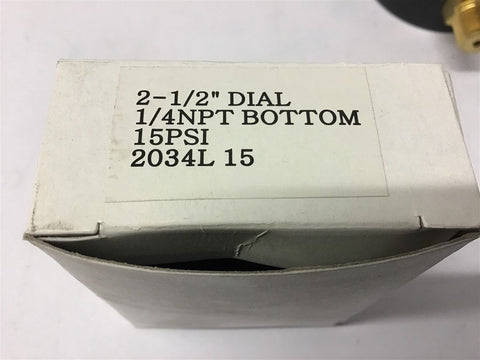 2-1/2" DIAL
1/4NPT BOTTOM
15PSI
2034L 15